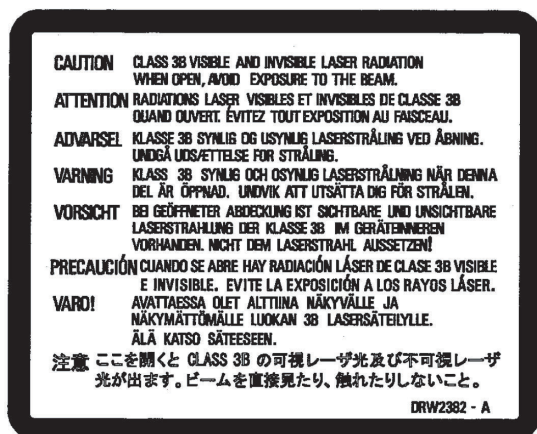 CAUTION CLASS 3B VISIBLE AND INVISIBLE LASER RADIATION
WHEN OPEN, AVOID EXPOSURE TO THE BEAM.
ATTENTION RADIATIONS LASER VISIBLES ET INVISIBLES DE CLASSE 3B
QUAND OUVERT. ÉVITEZ TOUT EXPOSITION AU FAISCEAU.
ADVARSEL KLASSE 3B SYNLIG OG USYNLIG LASERSTRÅLING VED ÅBNING.
UNDGÅ UDSÆTTELSE FOR STRÅLING.
VARNING KLASS 3B SYNLIG OCH OSYNLIG LASERSTRÅLNING NÄR DENNA
DEL ÄR ÖPPNAD. UNDVIK ATT UTSÄTTA DIG FÖR STRÅLEN.
VORSICHT BEI GEÖFFNETER ABDECKUNG IST SICHTBARE UND UNSICHTBARE
LASERSTRAHLUNG DER KLASSE 3B IM GERÄTEINNEREN
VORHANDEN. NICHT DEM LASERSTRAHL AUSSETZEN!
PRECAUCIÓN CUANDO SE ABRE HAY RADIACIÓN LÁSER DE CLASE 3B VISIBLE
E INVISIBLE. EVITE LA EXPOSICIÓN A LOS RAYOS LÁSER.
VARO! AVATTAESSA OLET ALTTIINA NÄKYVÄLLE JA
NÄKYMÄTTÖMÄLLE LUOKAN 3B LASERSÄTEILYLLE.
ÄLÄ KATSO SÄTEESEEN.
注意 ここを開くと CLASS 3B の可視レーザ光及び不可視レーザ
光が出ます。ビームを直接見たり、触れたりしないこと。
DRW2382 - A